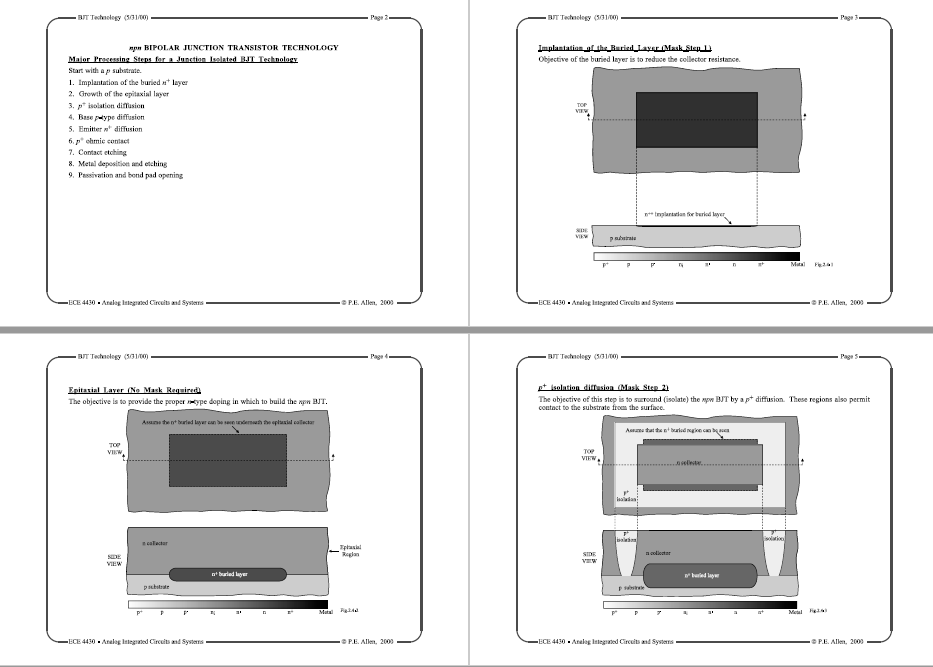 BJT Technology (5/31/00) Page 2
npn BIPOLAR JUNCTION TRANSISTOR TECHNOLOGY
Major Processing Steps for a Junction Isolated BJT Technology
Start with a p substrate.
1. Implantation of the buried n+ layer
2. Growth of the epitaxial layer
3. p+ isolation diffusion
4. Base p-type diffusion
5. Emitter n+ diffusion
6. p+ ohmic contact
7. Contact etching
8. Metal deposition and etching
9. Passivation and bond pad opening
ECE 4430 • Analog Integrated Circuits and Systems © P.E. Allen, 2000
BJT Technology (5/31/00) Page 3
Implantation of the Buried Layer (Mask Step 1)
Objective of the buried layer is to reduce the collector resistance.
TOP
VIEW
n++ implantation for buried layer
SIDE
VIEW
p substrate
p+ p p- ni n- n n+ Metal Fig.2.4-1
ECE 4430 • Analog Integrated Circuits and Systems © P.E. Allen, 2000
BJT Technology (5/31/00) Page 4
Epitaxial Layer (No Mask Required)
The objective is to provide the proper n-type doping in which to build the npn BJT.
Assume the n+ buried layer can be seen underneath the epitaxial collector
TOP
VIEW
n collector
Epitaxial
Region
SIDE
VIEW
n+ buried layer
p substrate
p+ p p- ni n- n n+ Metal Fig.2.4-2
ECE 4430 • Analog Integrated Circuits and Systems © P.E. Allen, 2000
BJT Technology (5/31/00) Page 5
p+ isolation diffusion (Mask Step 2)
The objective of this step is to surround (isolate) the npn BJT by a p+ diffusion. These regions also permit
contact to the substrate from the surface.
Assume that the n+ buried region can be seen
TOP
VIEW
n collector
p+
isolation
p+
isolation
p+
isolation
SIDE
VIEW
n collector
n+ buried layer
p substrate
p+ p p- ni n- n n+ Metal Fig.2.4-3
ECE 4430 • Analog Integrated Circuits and Systems © P.E. Allen, 2000